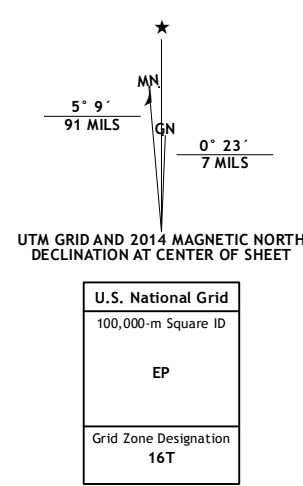 MN
5° 9´
91 MILS
GN
0° 23´
7 MILS
UTM GRID AND 2014 MAGNETIC NORTH
DECLINATION AT CENTER OF SHEET
U.S. National Grid
100,000-m Square ID
EP
Grid Zone Designation
16T